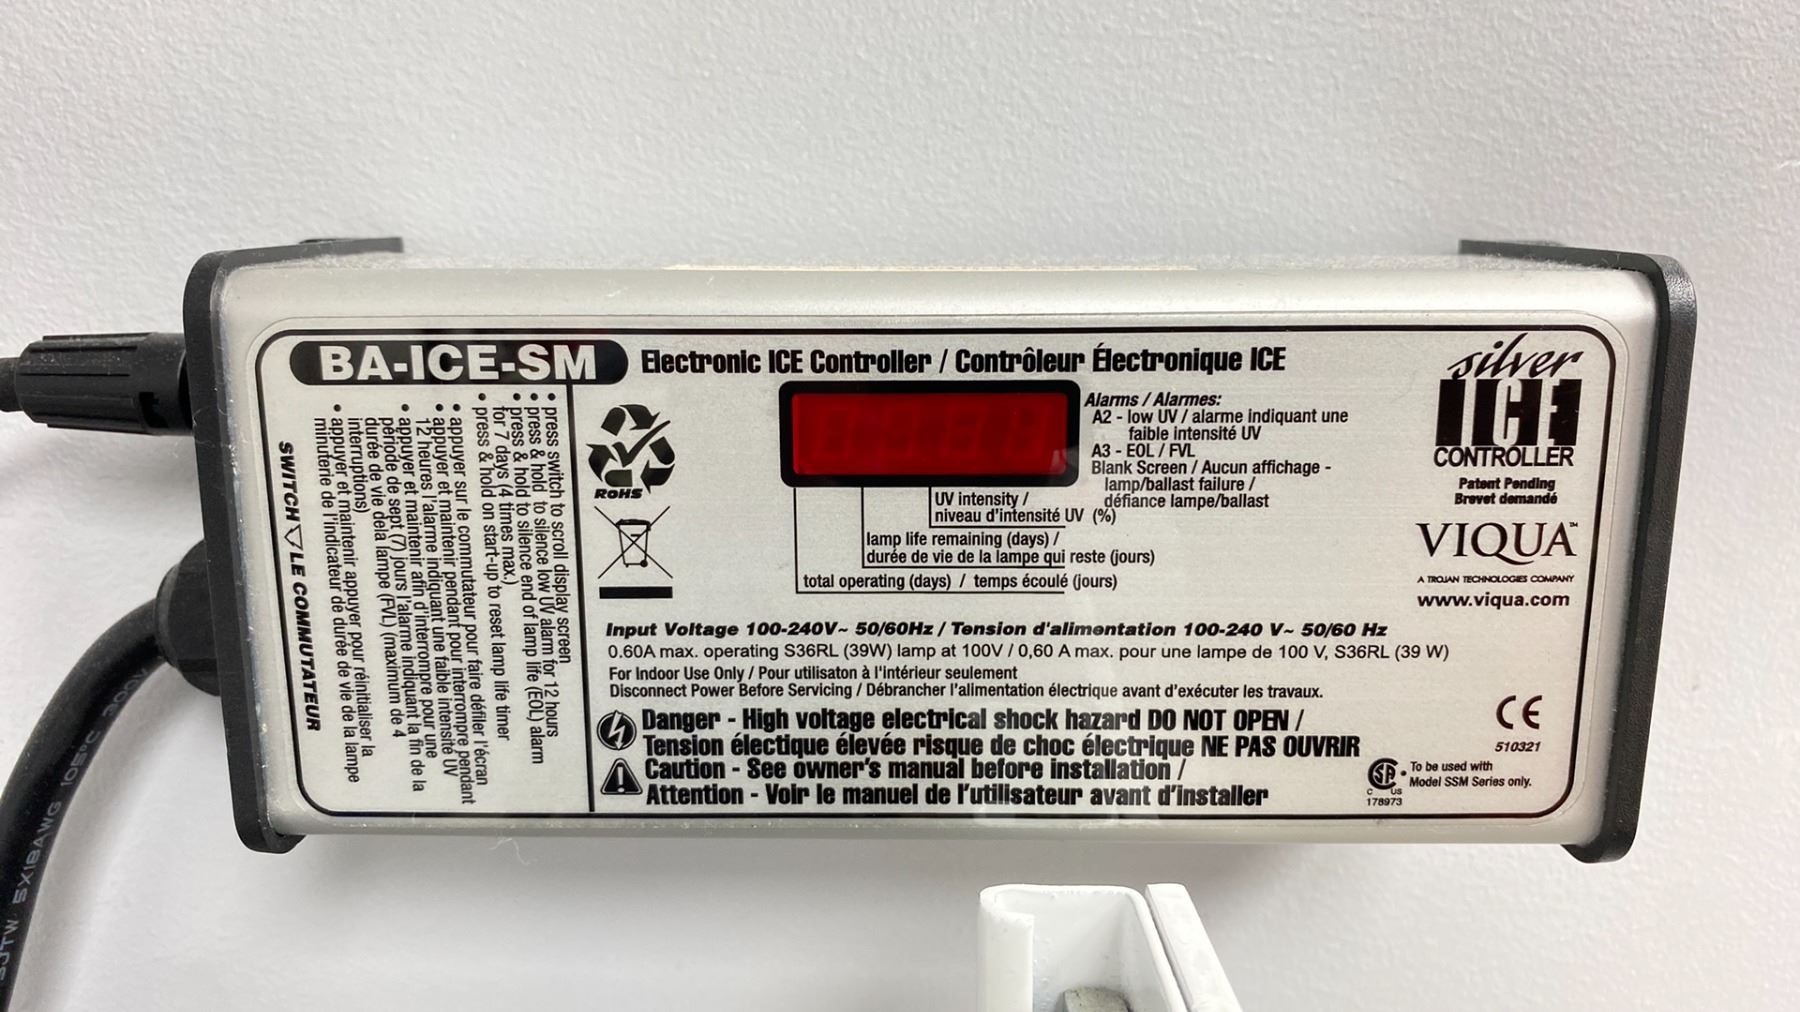 BA-ICE-SM
Electronic ICE Controller / Contrôleur Électronique ICE
SWITCH LE COMMUTATEUR
• press switch to scroll display screen
• press & hold to silence low UV alarm for 12 hours
• press & hold to silence end of lamp life (EOL) alarm
for 7 days (4 times max.)
• press & hold on start-up to reset lamp life timer
• appuyer sur le commutateur pour faire défiler l'écran
• appuyer et maintenir pendant pour interrompre pendant
12 heures l'alarme indiquant une faible intensité UV
• appuyer et maintenir afin d'interrompre pour une
période de sept (7) jours l'alarme indiquant la fin de la
durée de vie dela lampe (FVL) (maximum de 4
interruptions)
• appuyer et maintenir appuyer pour réinitialiser la
minuterie de l'indicateur de durée de vie de la lampe
RoHS
Alarms / Alarmes:
A2 - low UV / alarme indiquant une
faible intensité UV
A3 - EOL / FVL
Blank Screen / Aucun affichage -
lamp/ballast failure /
défiance lampe/ballast
UV intensity /
niveau d'intensité UV (%)
lamp life remaining (days) /
durée de vie de la lampe qui reste (jours)
total operating (days) / temps écoulé (jours)
silver
ICE
CONTROLLER
Patent Pending
Brevet demandé
VIQUA™
A TROJAN TECHNOLOGIES COMPANY
www.viqua.com
Input Voltage 100-240V~ 50/60Hz / Tension d'alimentation 100-240 V~ 50/60 Hz
0.60A max. operating S36RL (39W) lamp at 100V / 0,60 A max. pour une lampe de 100 V, S36RL (39 W)
For Indoor Use Only / Pour utilisaton à l'intérieur seulement
Disconnect Power Before Servicing / Débrancher l'alimentation électrique avant d'exécuter les travaux.
Danger - High voltage electrical shock hazard DO NOT OPEN /
Tension électique élevée risque de choc électrique NE PAS OUVRIR
Caution - See owner's manual before installation /
Attention - Voir le manuel de l'utilisateur avant d'installer
CE
510321
SA
C US
178973
To be used with
Model SSM Series only.
SJTW 5X18AWG 105°C 300V